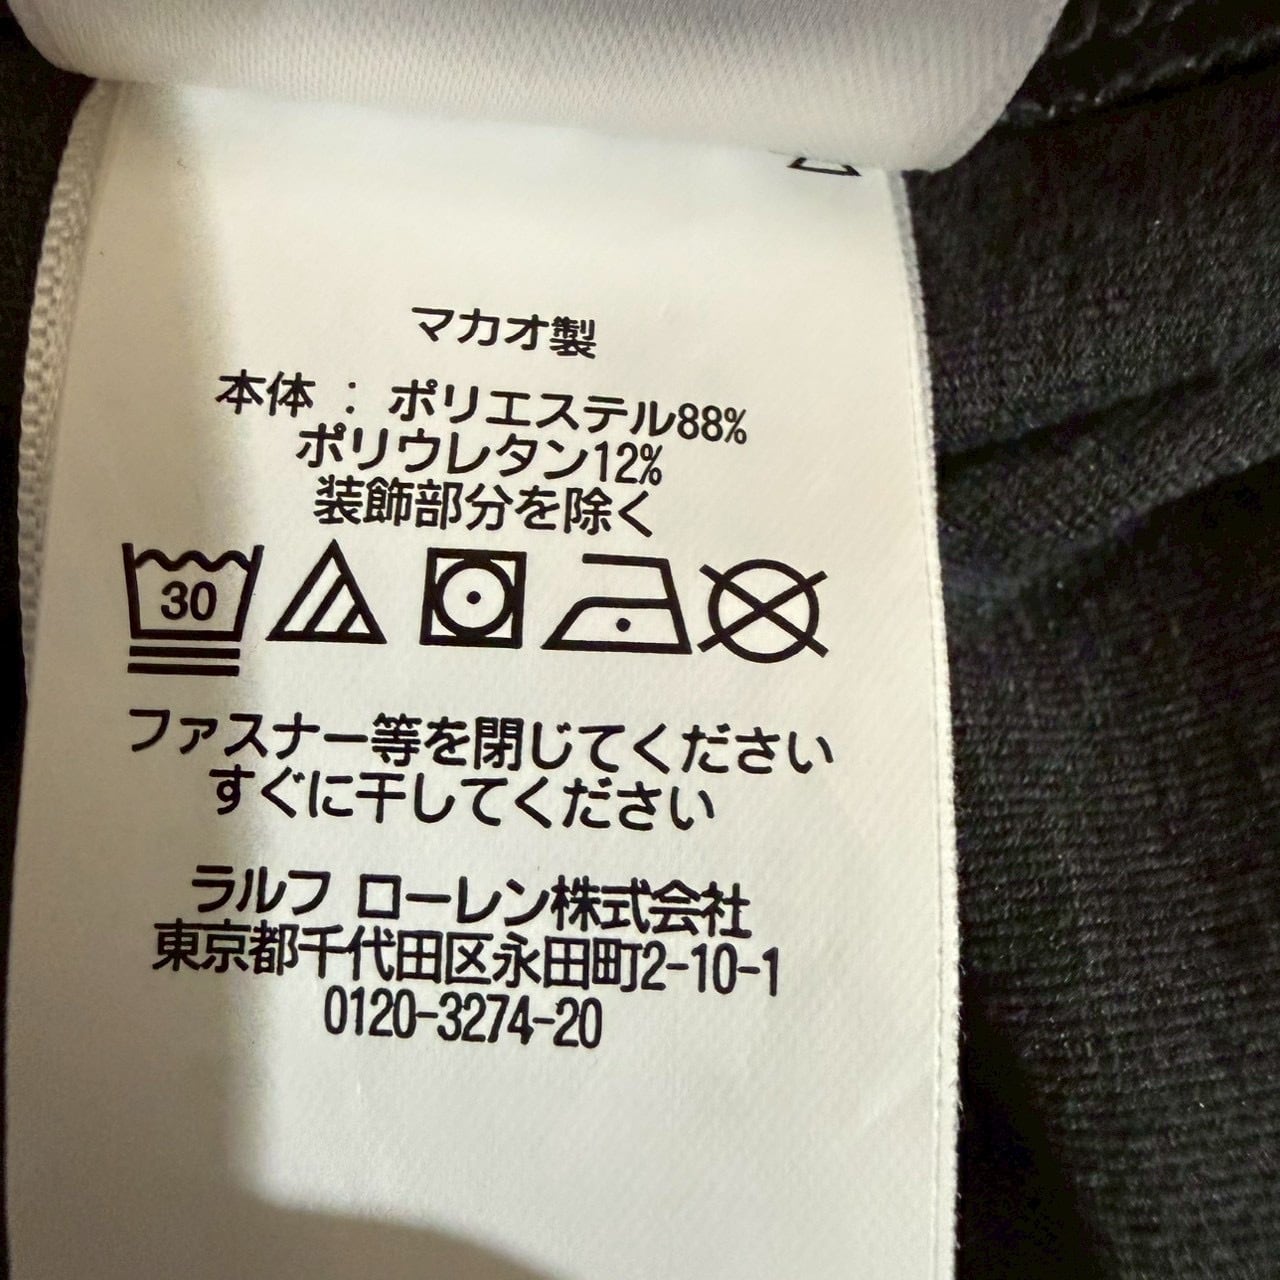 マカオ製
本体 : ポリエステル88%
ポリウレタン12%
装飾部分を除く
30
ファスナー等を閉じてください
すぐに干してください
ラルフ ローレン株式会社
東京都千代田区永田町2-10-1
0120-3274-20